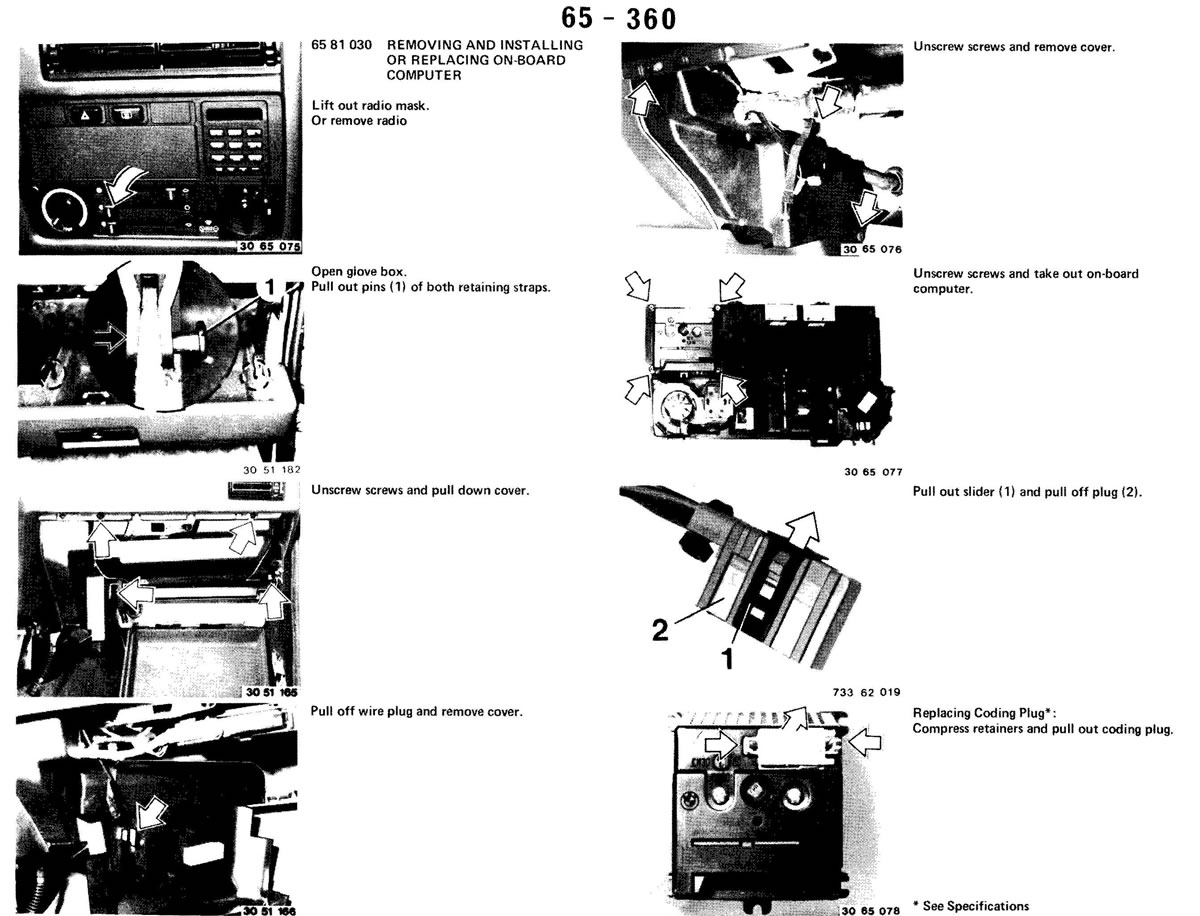 65 - 360
65 81 030 REMOVING AND INSTALLING
OR REPLACING ON-BOARD
COMPUTER
Lift out radio mask.
Or remove radio
30 65 075
Open glove box.
Pull out pins (1) of both retaining straps.
1
30 51 182
Unscrew screws and pull down cover.
30 51 165
Pull off wire plug and remove cover.
30 51 166
Unscrew screws and remove cover.
30 65 076
Unscrew screws and take out on-board
computer.
30 65 077
Pull out slider (1) and pull off plug (2).
2
1
733 62 019
Replacing Coding Plug*:
Compress retainers and pull out coding plug.
30 65 078
* See Specifications